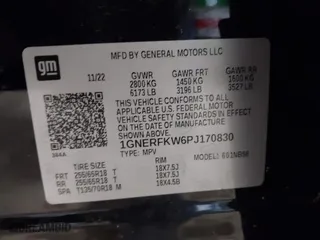 gm
MFD BY GENERAL MOTORS LLC
11/22
GVWR GAWR FRT GAWR RR
2800 KG 1450 KG 1600 KG
6173 LB 3196 LB 3527 LB
THIS VEHICLE CONFORMS TO ALL
APPLICABLE U.S. FEDERAL MOTOR
VEHICLE SAFETY AND THEFT PREVENTION
STANDARDS IN EFFECT ON THE DATE OF
MANUFACTURE SHOWN ABOVE.
1GNERFKW6PJ170830
TYPE: MPV MODEL:
TIRE SIZE RIM
FRT 255/65R18 T 18X7.5J
RR 255/65R18 T 18X7.5J
SPA T135/70R18 M 18X4.5B